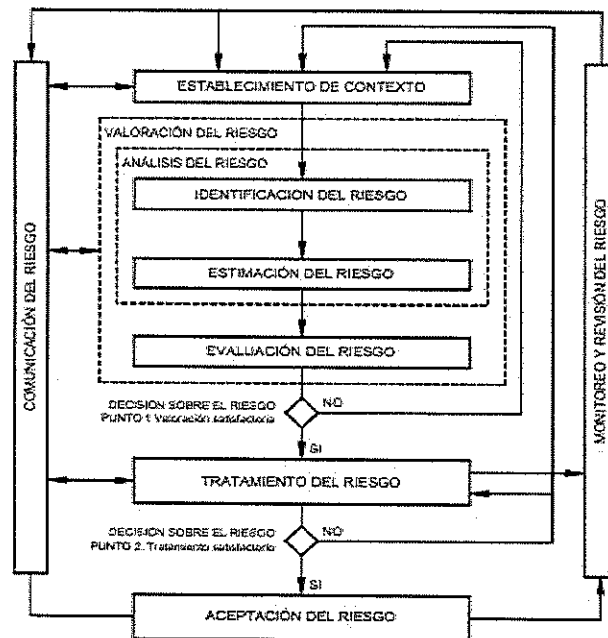 ESTABLECIMIENTO DE CONTEXTO
VALORACIÓN DEL RIESGO
ANÁLISIS DEL RIESGO
IDENTIFICACION DEL RIESGO
ESTIMACIÓN DEL RIESGO
EVALUACIÓN DEL RIESGO
DECISION SOBRE EL RIESGO
PUNTO 1 Valoración satisfactoria
NO
SI
TRATAMIENTO DEL RIESGO
DECISIÓN SOBRE EL RIESGO
PUNTO 2. Tratamiento satisfactorio
NO
SI
ACEPTACIÓN DEL RIESGO
COMUNICACIÓN DEL RIESGO
MONITOREO Y REVISIÓN DEL RIESGO